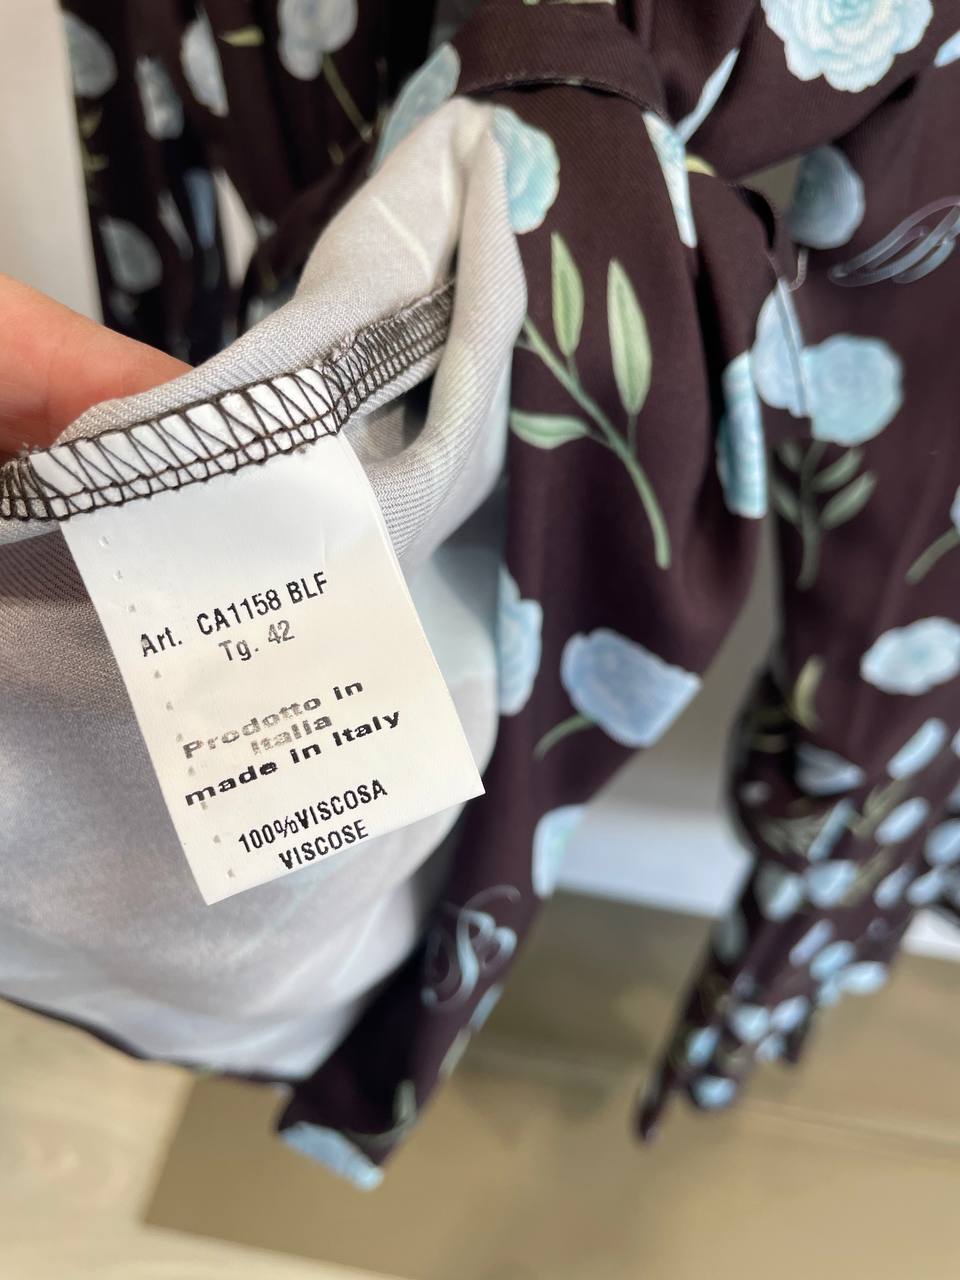 Art. CA1158 BLF
Tg. 42
Prodotto in
Italia
made in Italy
100%VISCOSA
VISCOSE
B